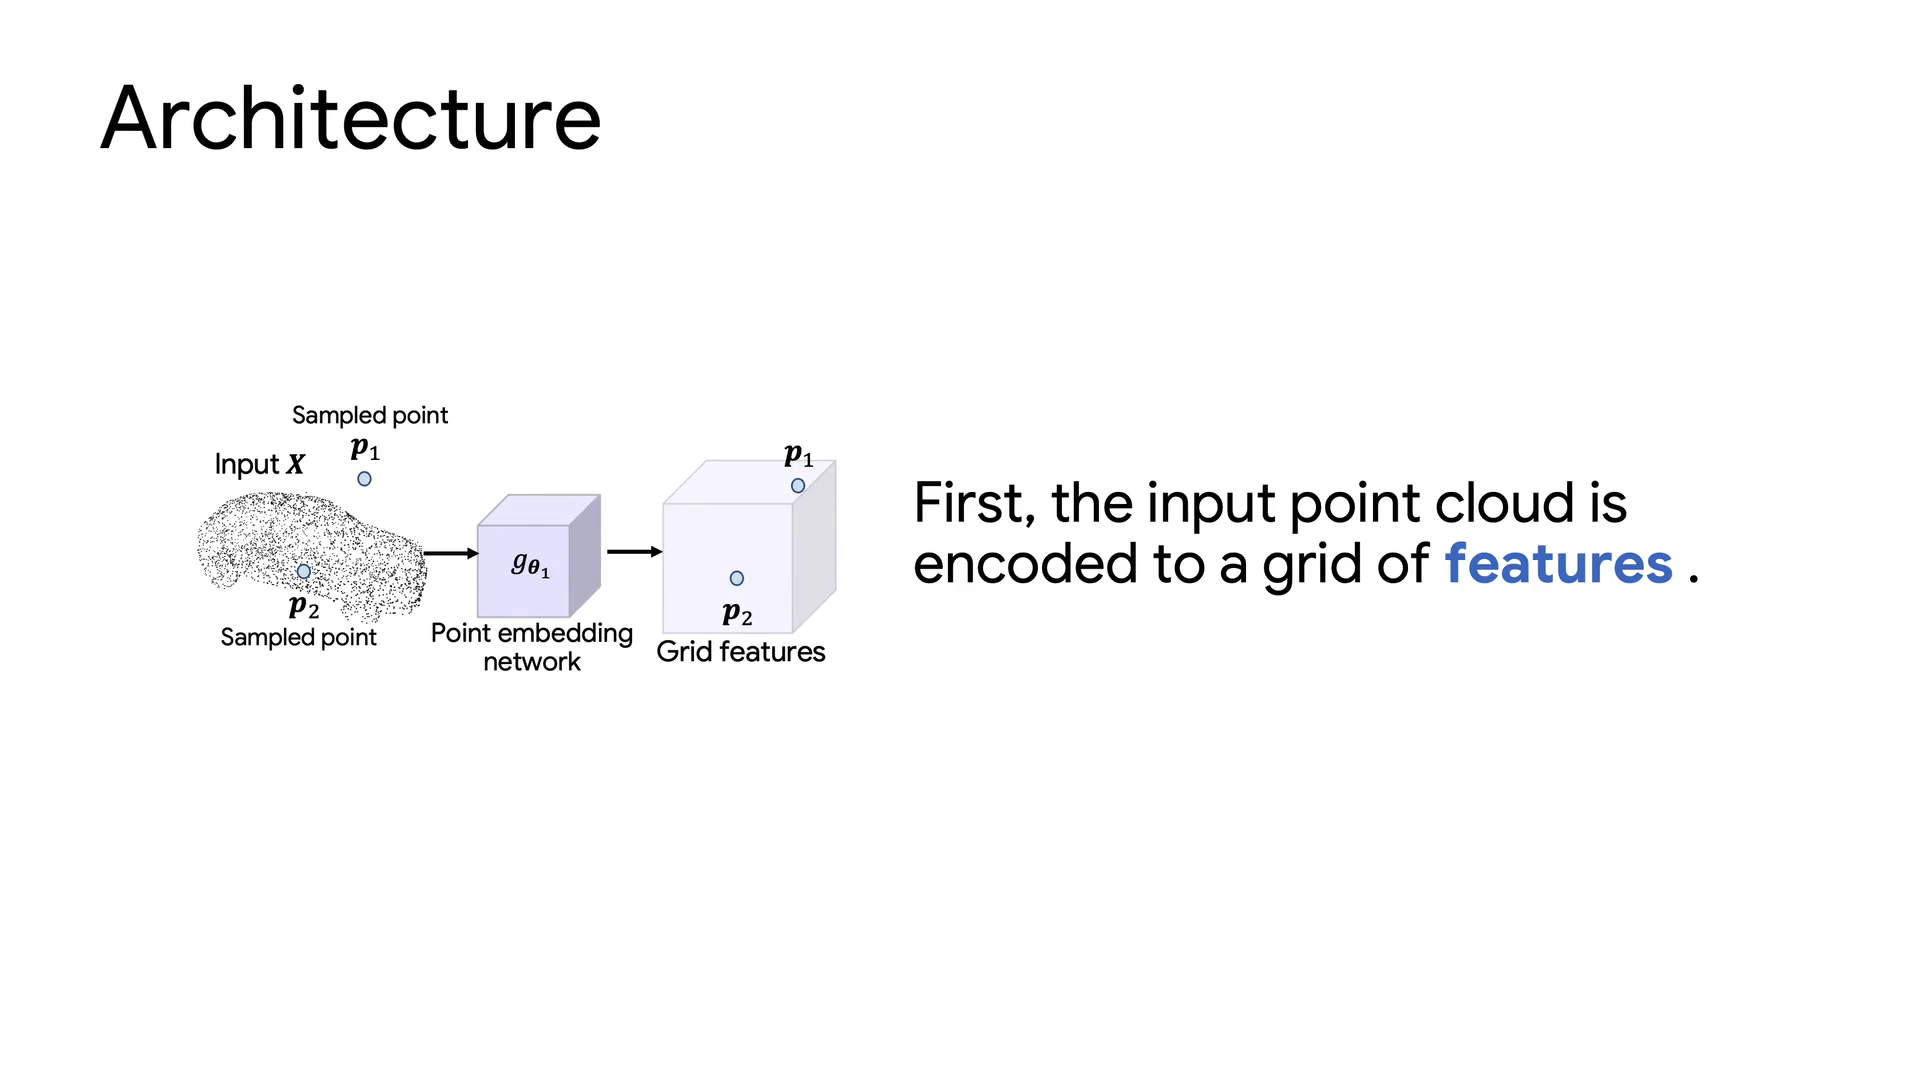 Architecture
Sampled point
p₁
Input X
p₂
Sampled point
g_θ₁
Point embedding
network
p₁
p₂
Grid features
First, the input point cloud is
encoded to a grid of features .